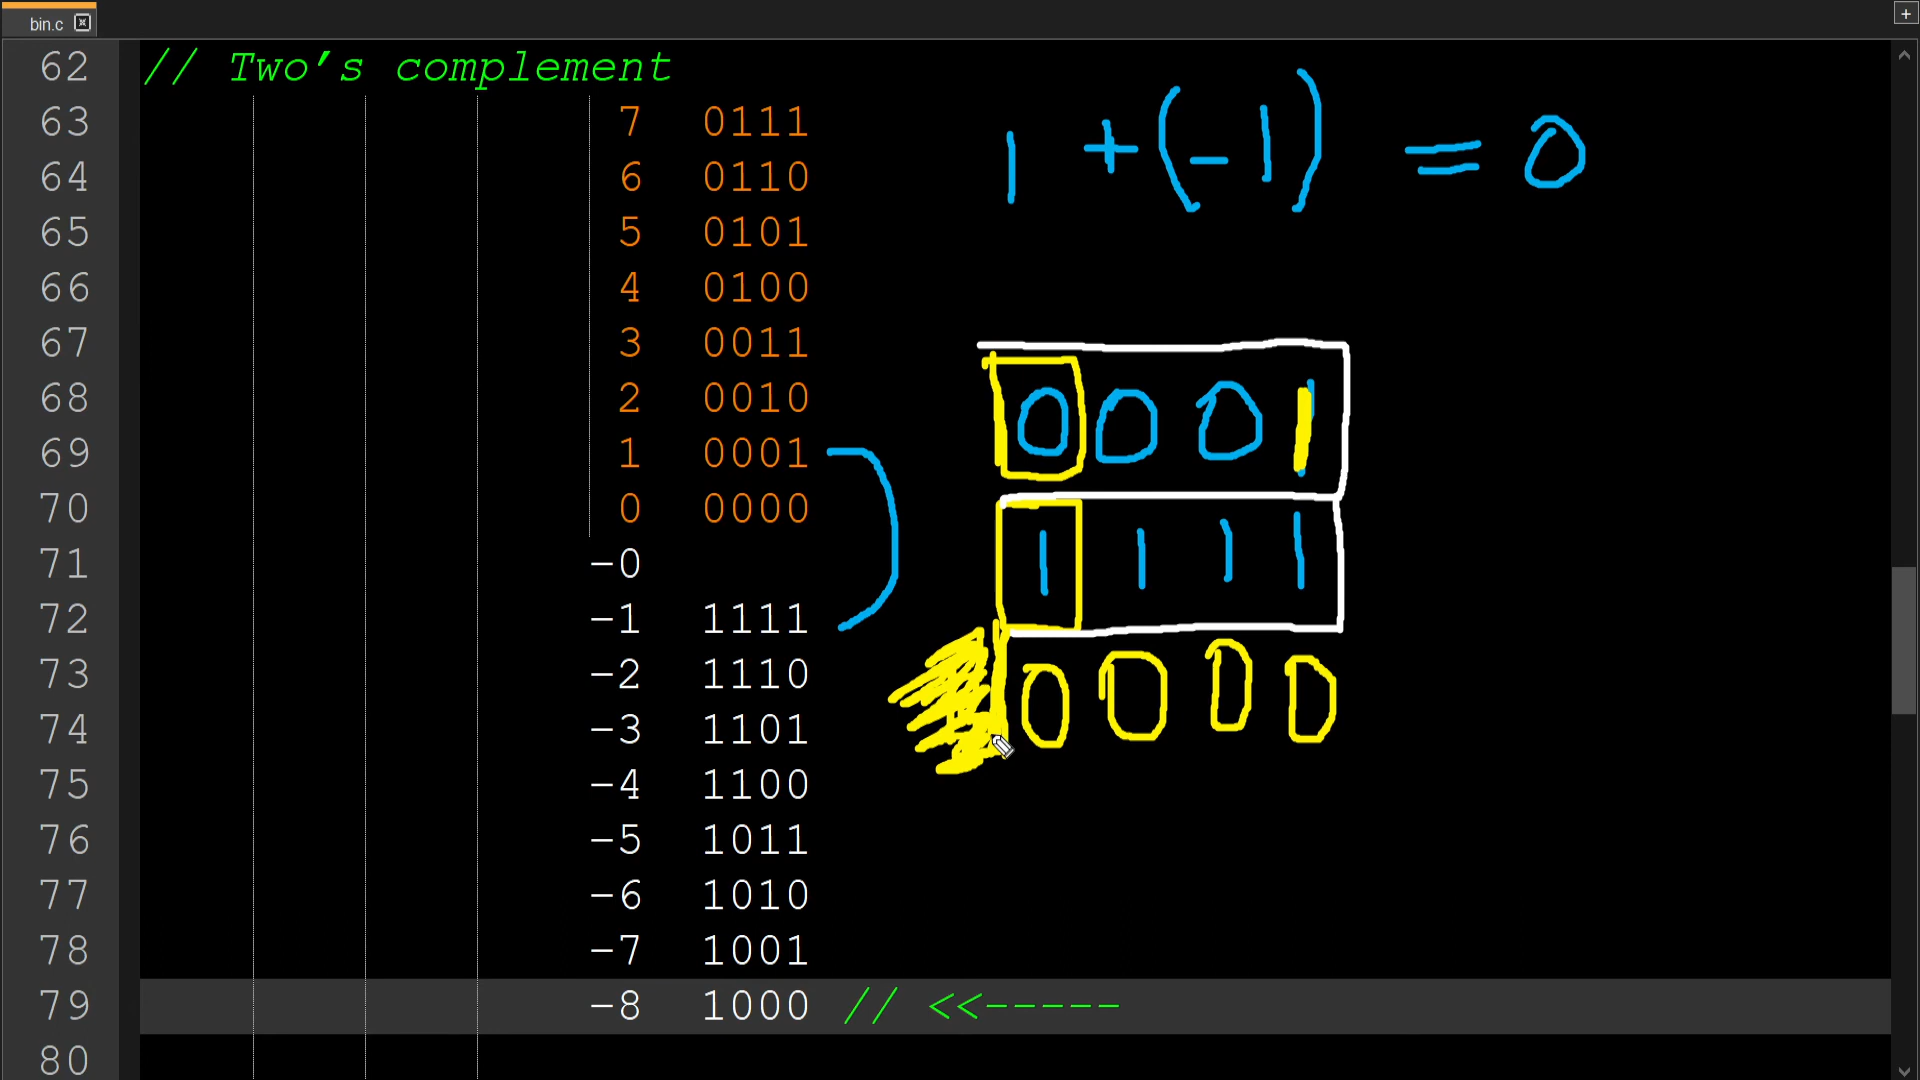 bin.c
62 // Two's complement
63 7 0111
64 6 0110
65 5 0101
66 4 0100
67 3 0011
68 2 0010
69 1 0001
70 0 0000
71 -0
72 -1 1111
73 -2 1110
74 -3 1101
75 -4 1100
76 -5 1011
77 -6 1010
78 -7 1001
79 -8 1000 // <<-----
80
1 + (-1) = 0
0 0 0 1
1 1 1 1
0 0 0 0